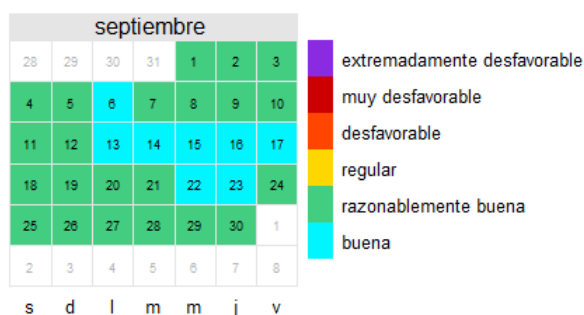 septiembre
28 29 30 31 1 2 3
4 5 6 7 8 9 10
11 12 13 14 15 16 17
18 19 20 21 22 23 24
25 26 27 28 29 30 1
2 3 4 5 6 7 8
s d l m m j v
extremadamente desfavorable
muy desfavorable
desfavorable
regular
razonablemente buena
buena